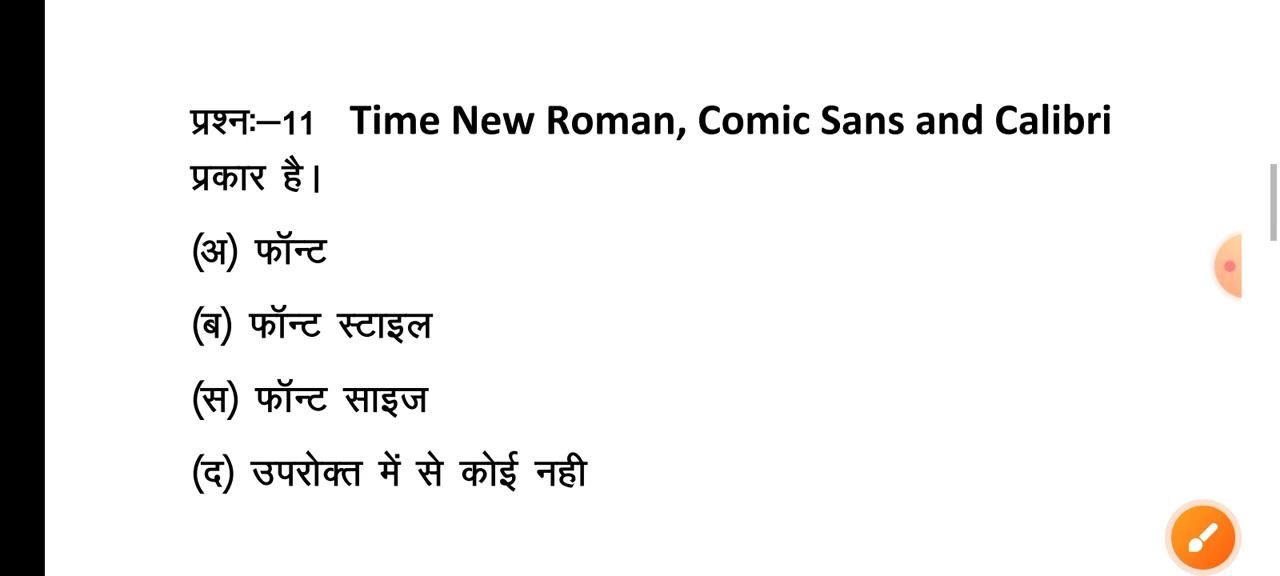 प्रश्नः–11 Time New Roman, Comic Sans and Calibri
प्रकार है।
(अ) फॉन्ट
(ब) फॉन्ट स्टाइल
(स) फॉन्ट साइज
(द) उपरोक्त में से कोई नही